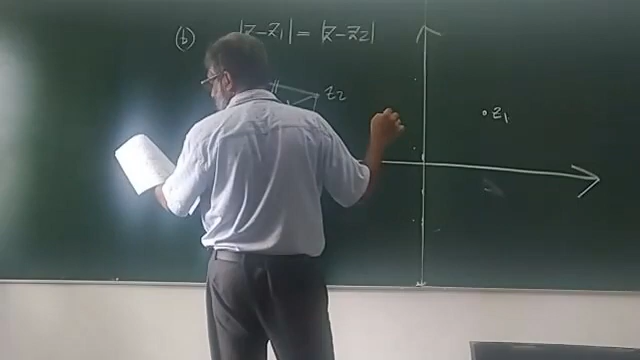 (b) |z-z₁| = |z-z₂|
z₂
z₁